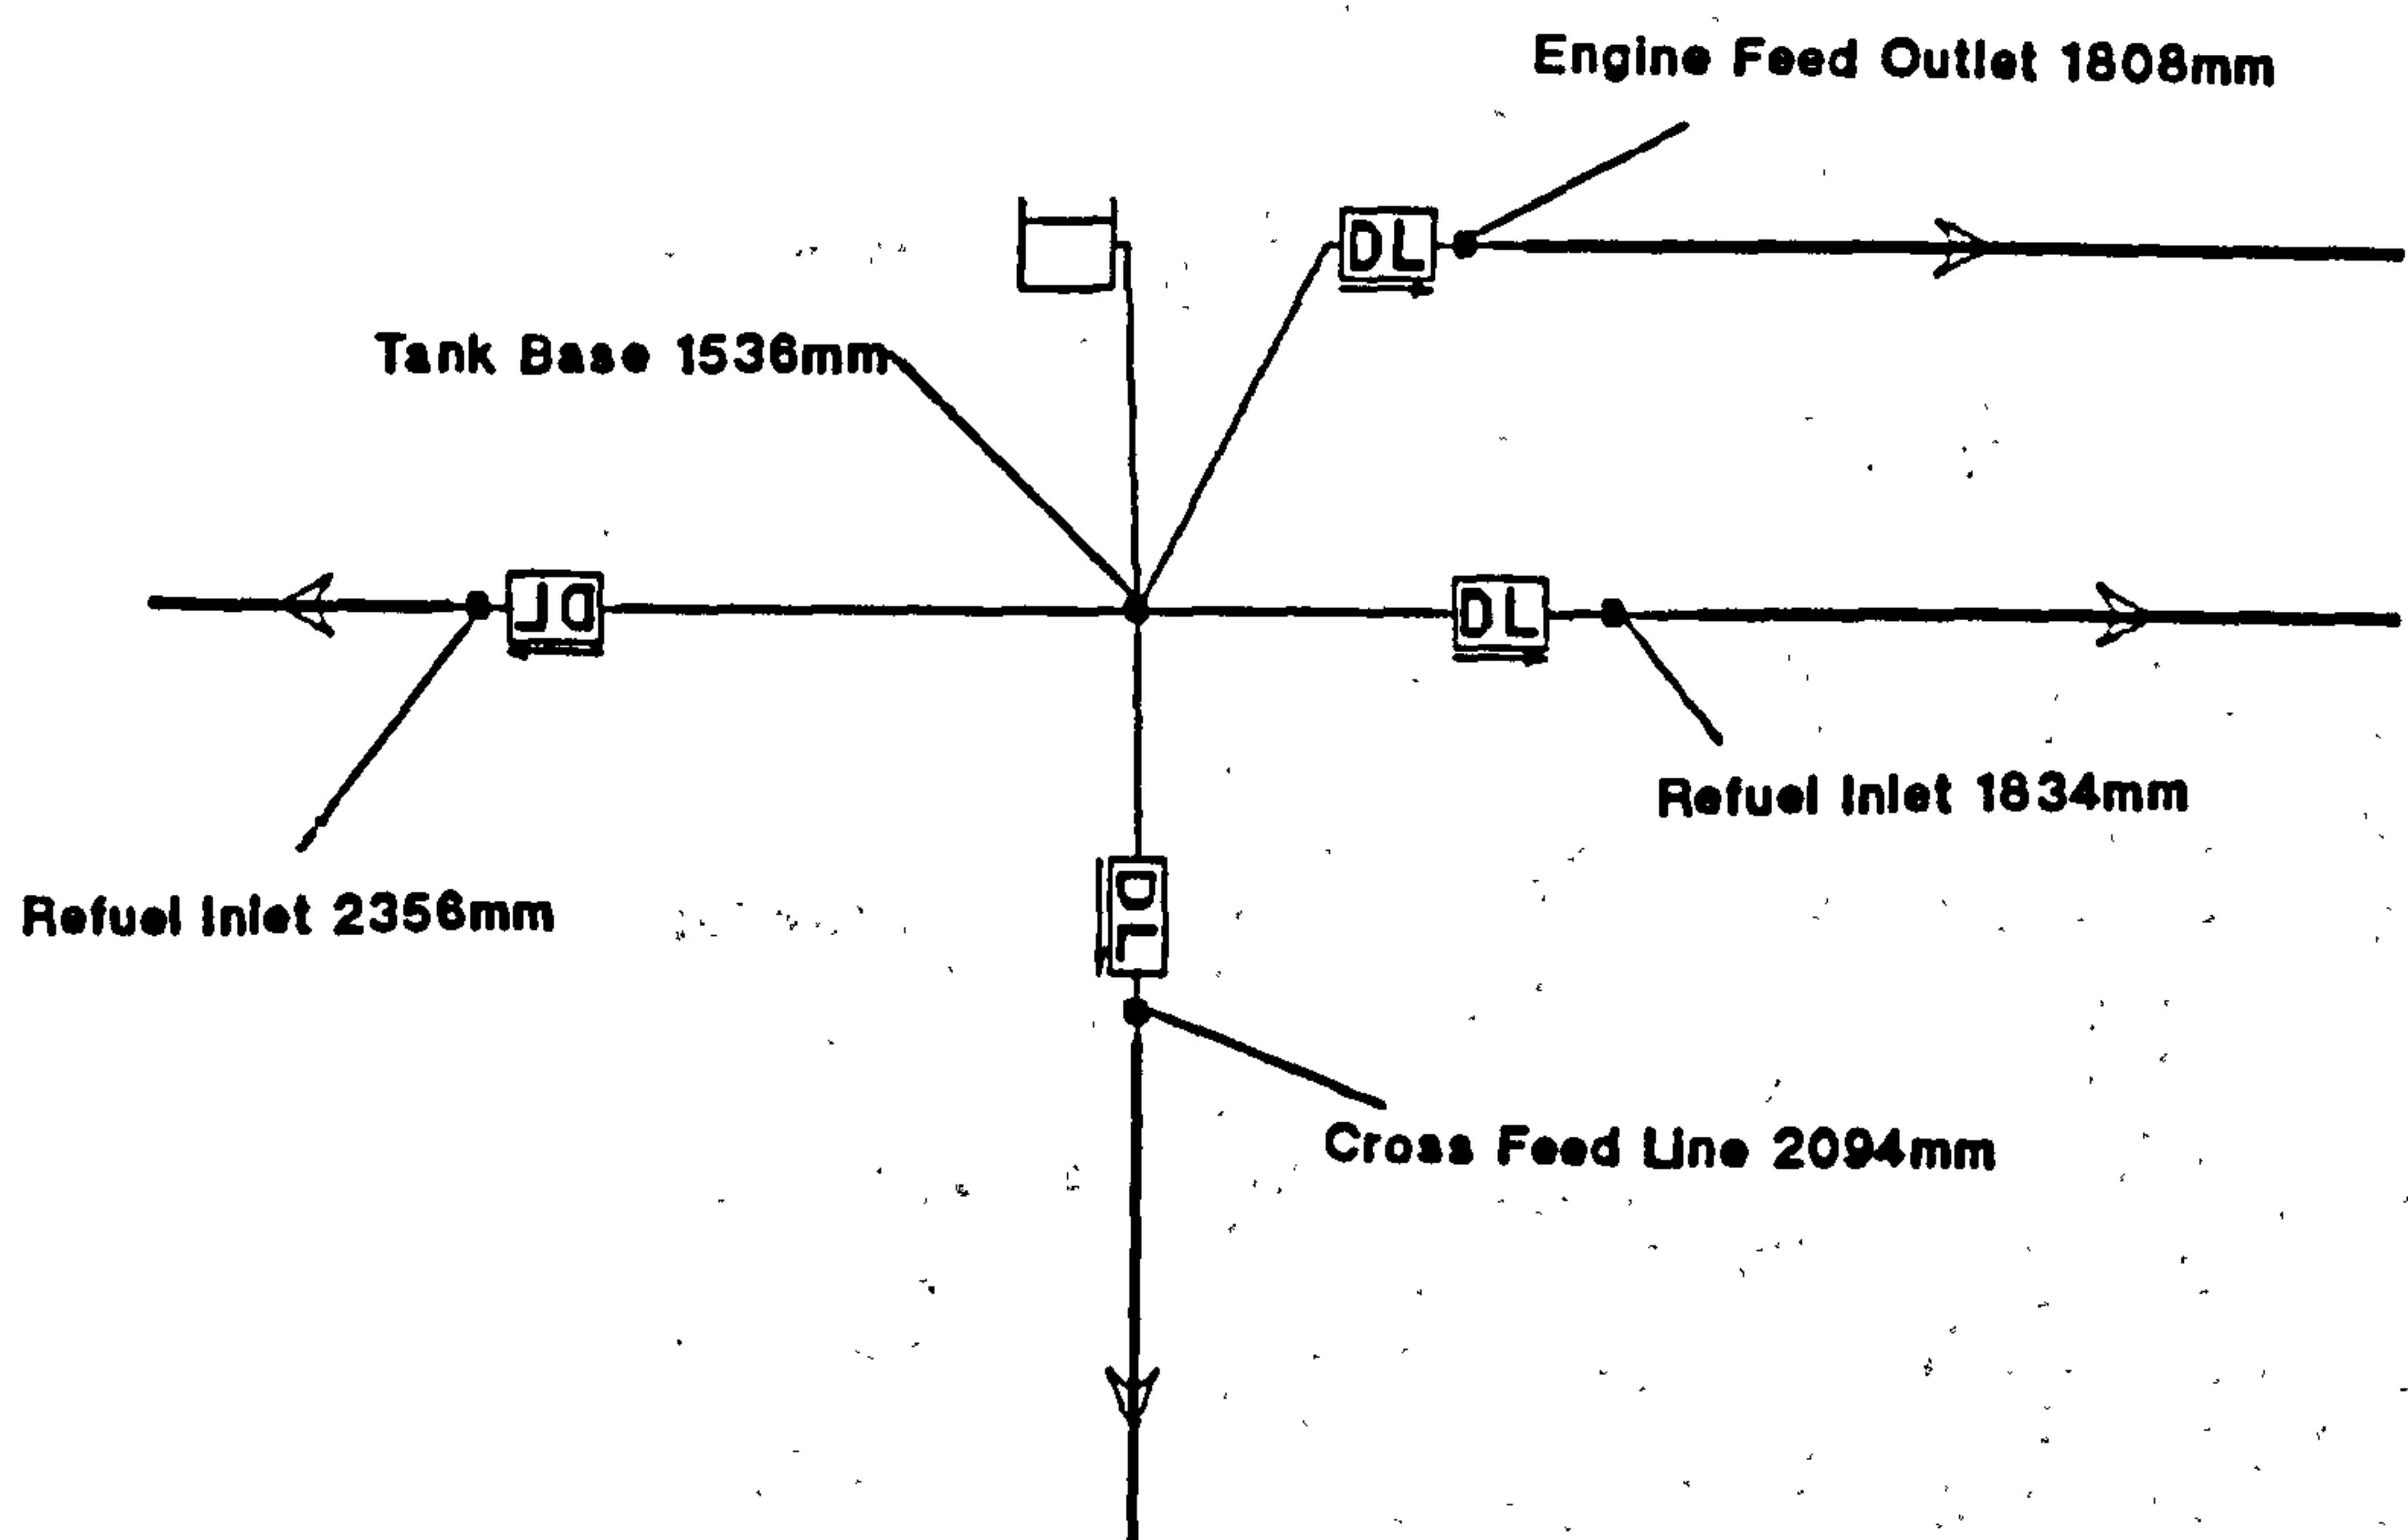 Engine Feed Outlet 1808mm
DL
Tank Base 1536mm
DL
DL
Refuel Inlet 1834mm
Refuel Inlet 2356mm
DL
Cross Feed Line 2094mm